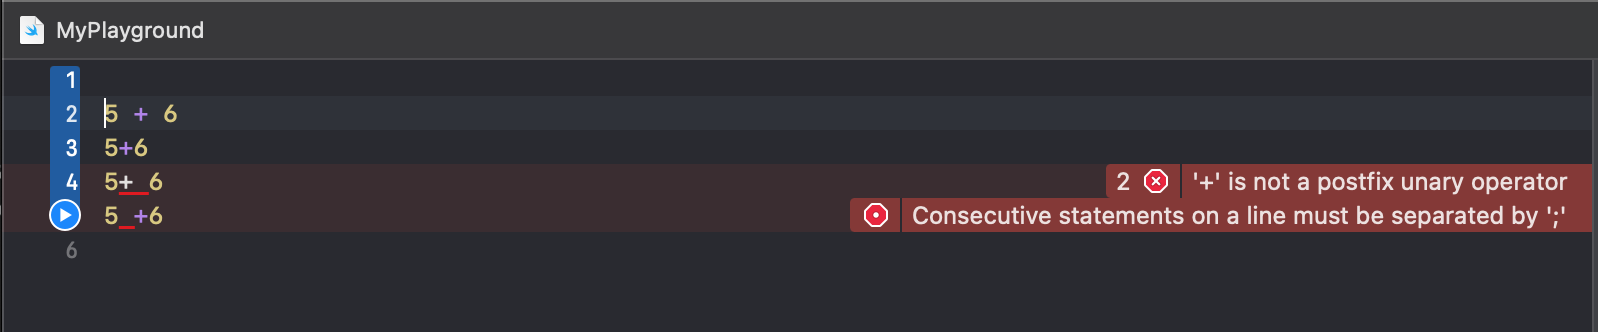 MyPlayground
1
2 5 + 6
3 5+6
4 5+ 6 2 '+' is not a postfix unary operator
5 +6 Consecutive statements on a line must be separated by ';'
6